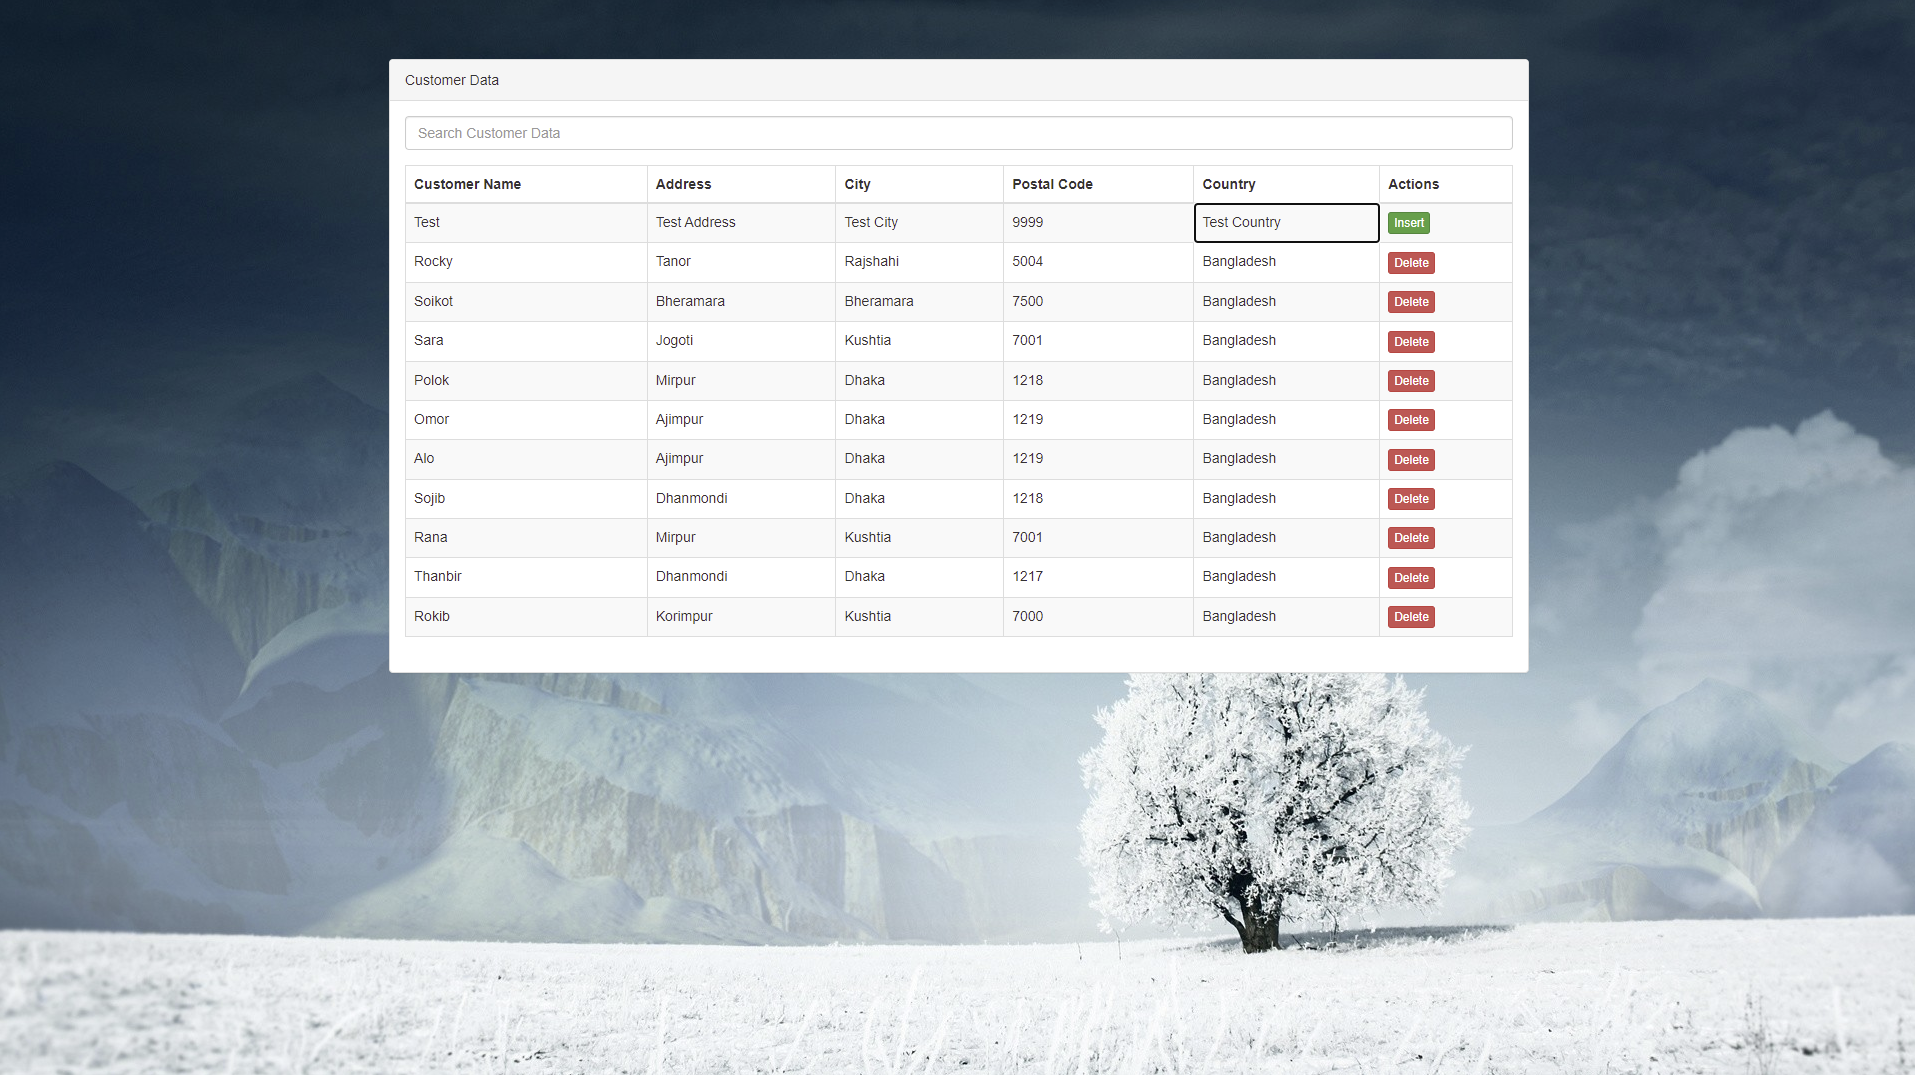 Customer Data
Search Customer Data
Customer Name Address City Postal Code Country Actions
Test Test Address Test City 9999 Test Country Insert
Rocky Tanor Rajshahi 5004 Bangladesh Delete
Soikot Bheramara Bheramara 7500 Bangladesh Delete
Sara Jogoti Kushtia 7001 Bangladesh Delete
Polok Mirpur Dhaka 1218 Bangladesh Delete
Omor Ajimpur Dhaka 1219 Bangladesh Delete
Alo Ajimpur Dhaka 1219 Bangladesh Delete
Sojib Dhanmondi Dhaka 1218 Bangladesh Delete
Rana Mirpur Kushtia 7001 Bangladesh Delete
Thanbir Dhanmondi Dhaka 1217 Bangladesh Delete
Rokib Korimpur Kushtia 7000 Bangladesh Delete